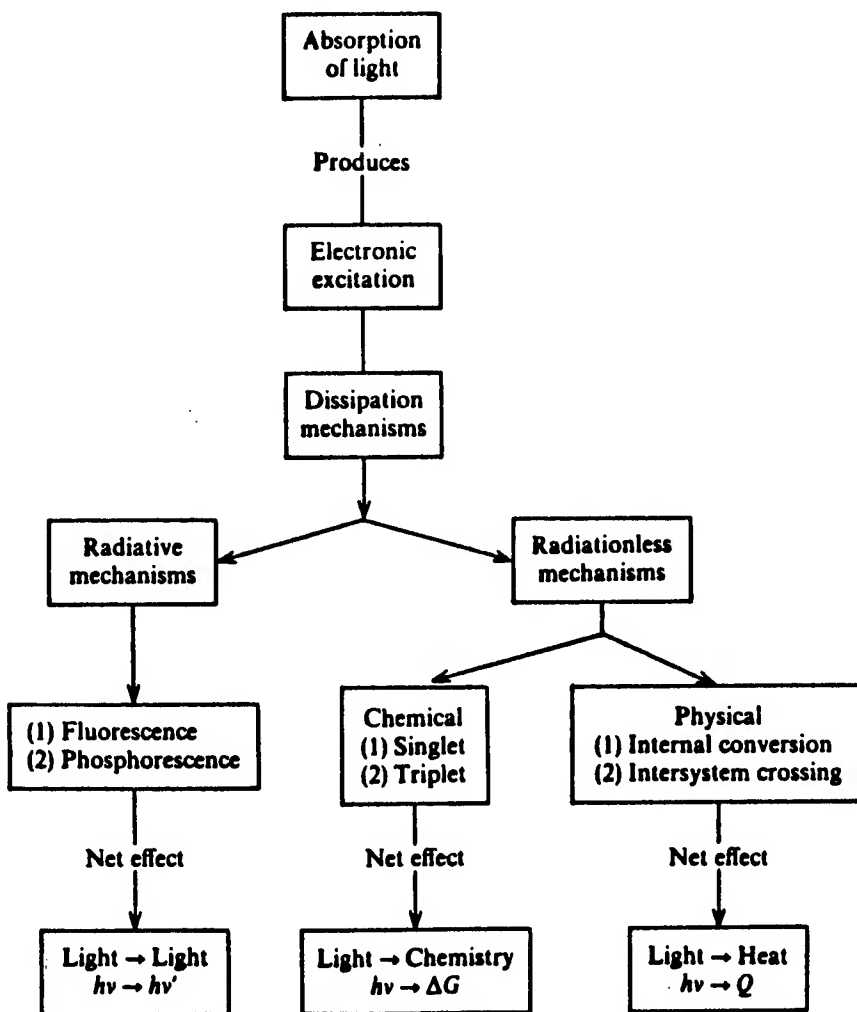 Absorption
of light
Produces
Electronic
excitation
Dissipation
mechanisms
Radiative
mechanisms
Radiationless
mechanisms
(1) Fluorescence
(2) Phosphorescence
Chemical
(1) Singlet
(2) Triplet
Physical
(1) Internal conversion
(2) Intersystem crossing
Net effect
Net effect
Net effect
Light → Light
hν → hν'
Light → Chemistry
hν → ΔG
Light → Heat
hν → Q